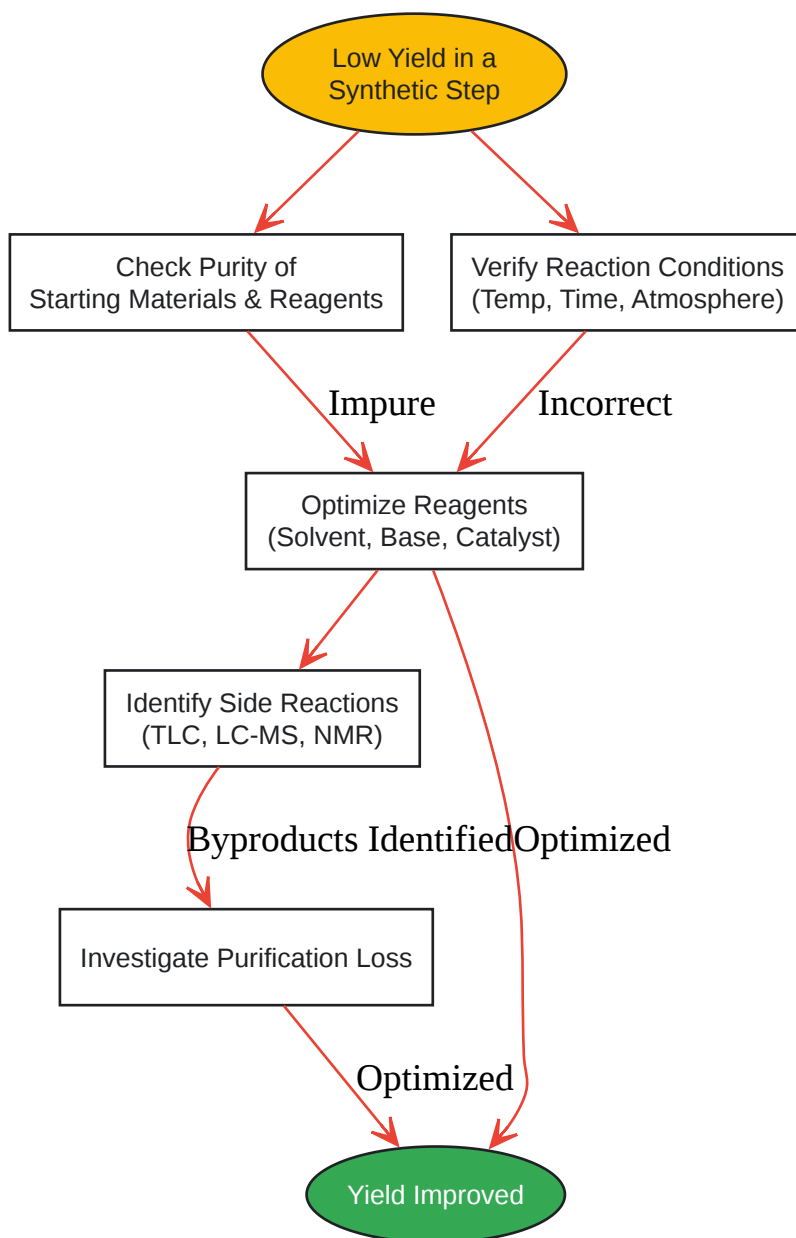 Low Yield in a
Synthetic Step
Check Purity of
Starting Materials & Reagents
Verify Reaction Conditions
(Temp, Time, Atmosphere)
Impure
Incorrect
Optimize Reagents
(Solvent, Base, Catalyst)
Identify Side Reactions
(TLC, LC-MS, NMR)
Byproducts Identified
Optimized
Investigate Purification Loss
Optimized
Yield Improved